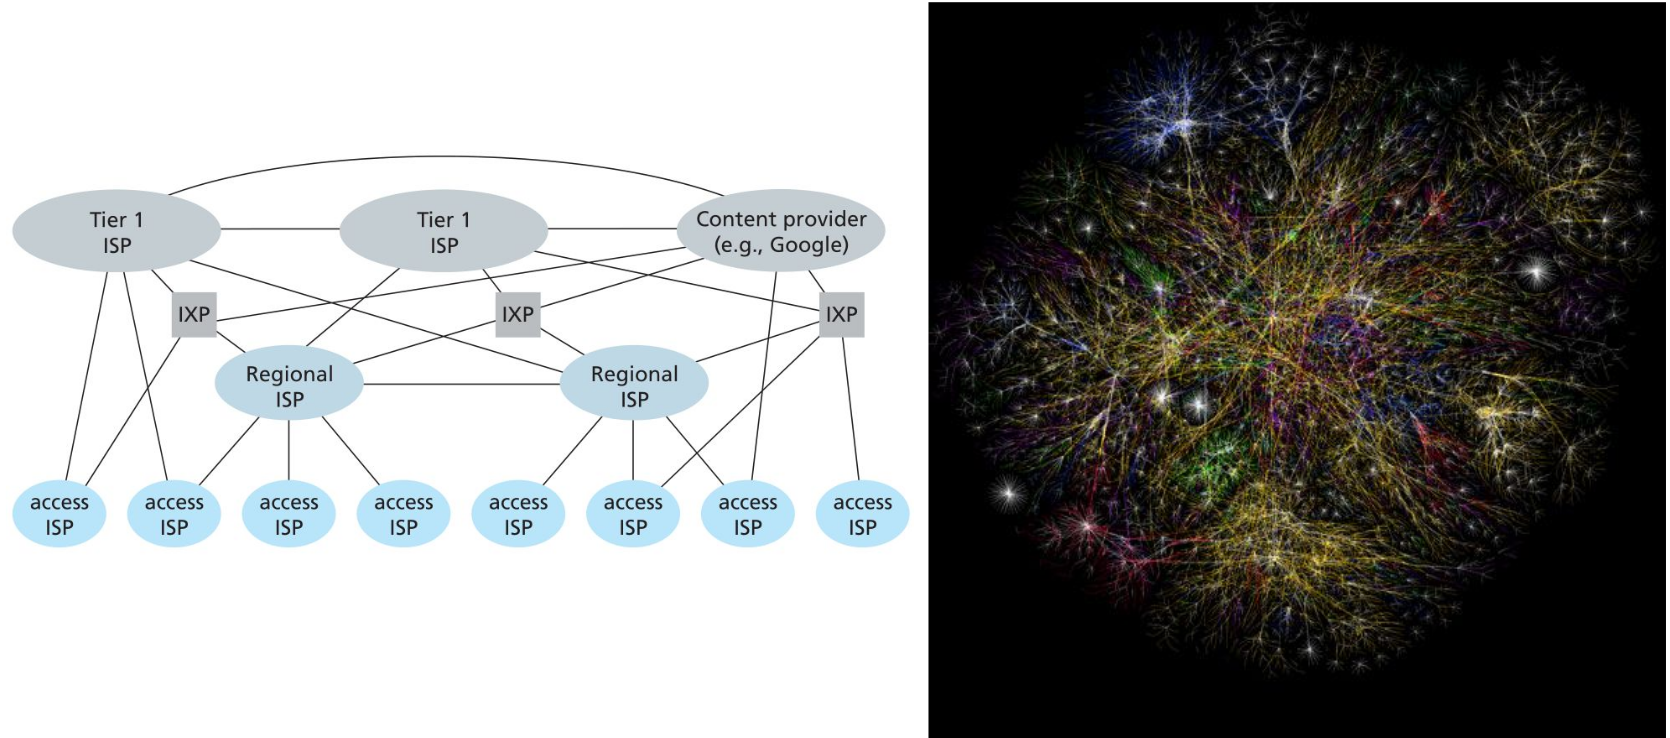 Tier 1
ISP
Tier 1
ISP
Content provider
(e.g., Google)
IXP
IXP
IXP
Regional
ISP
Regional
ISP
access
ISP
access
ISP
access
ISP
access
ISP
access
ISP
access
ISP
access
ISP
access
ISP